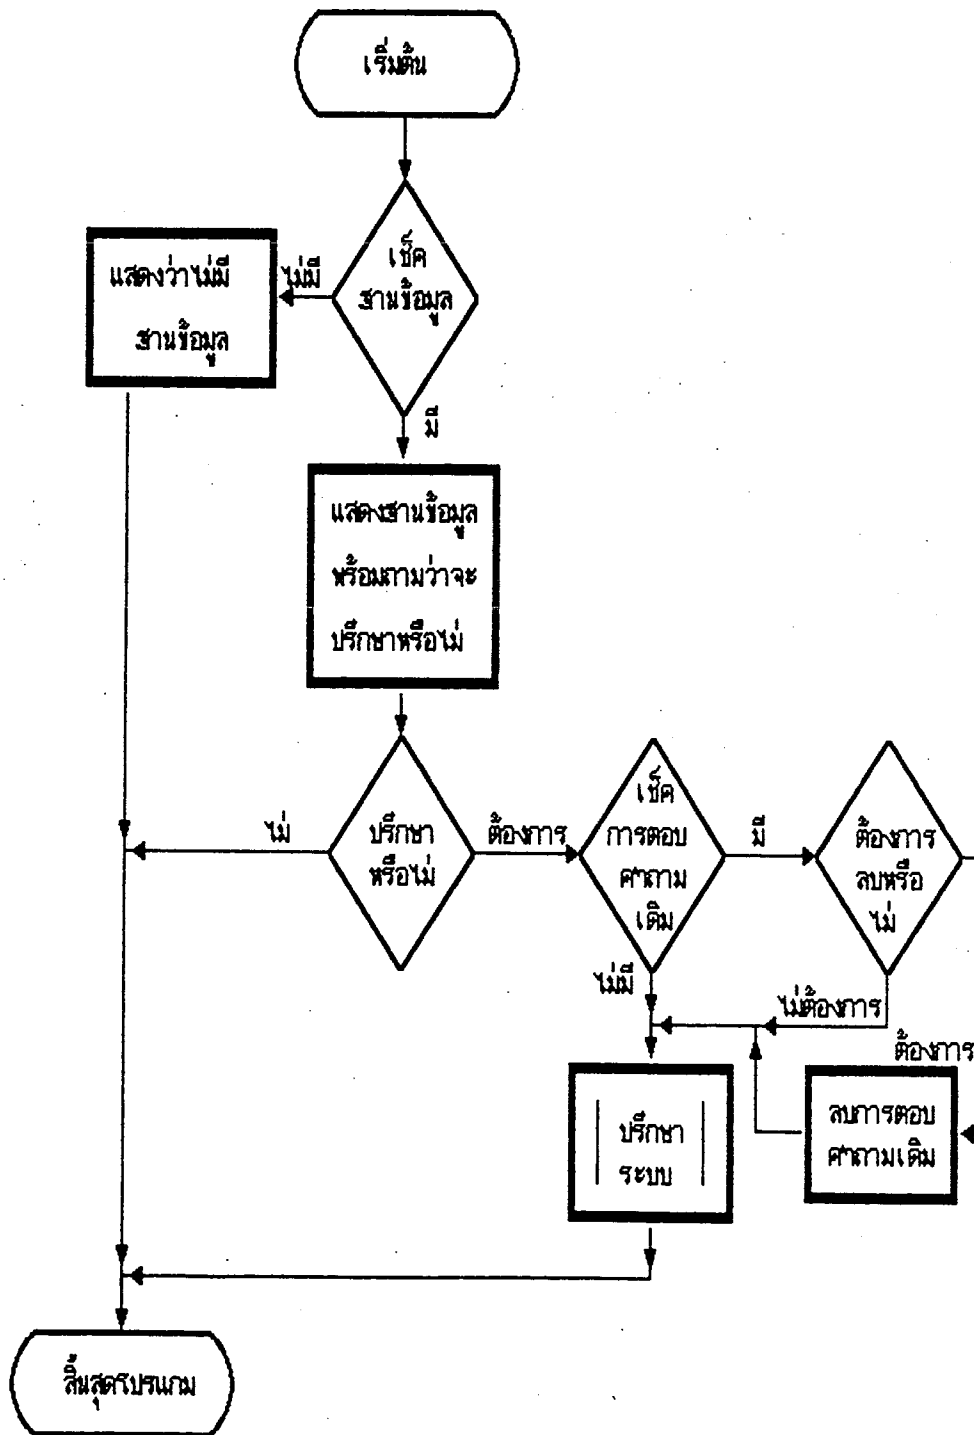 เริ่มต้น
เช็ค
ฐานข้อมูล
ไม่มี
แสดงว่าไม่มี
ฐานข้อมูล
มี
แสดงฐานข้อมูล
พร้อมถามว่าจะ
ปรึกษาหรือไม่
ปรึกษา
หรือไม่
ไม่
ต้องการ
เช็ค
การตอบ
คำถาม
เดิม
มี
ต้องการ
ลบหรือ
ไม่
ไม่มี
ไม่ต้องการ
ต้องการ
ลบการตอบ
คำถามเดิม
ปรึกษา
ระบบ
สิ้นสุดโปรแกม